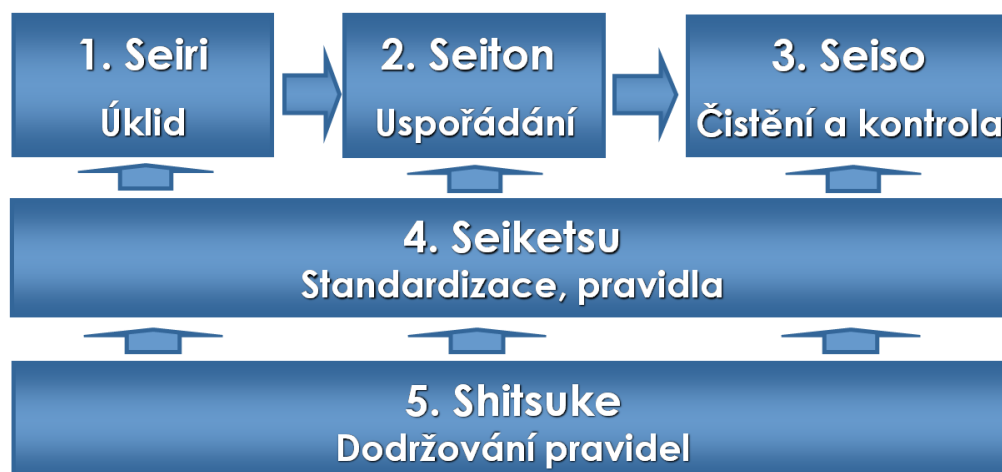 1. Seiri
Úklid
2. Seiton
Uspořádání
3. Seiso
Čistění a kontrola
4. Seiketsu
Standardizace, pravidla
5. Shitsuke
Dodržování pravidel